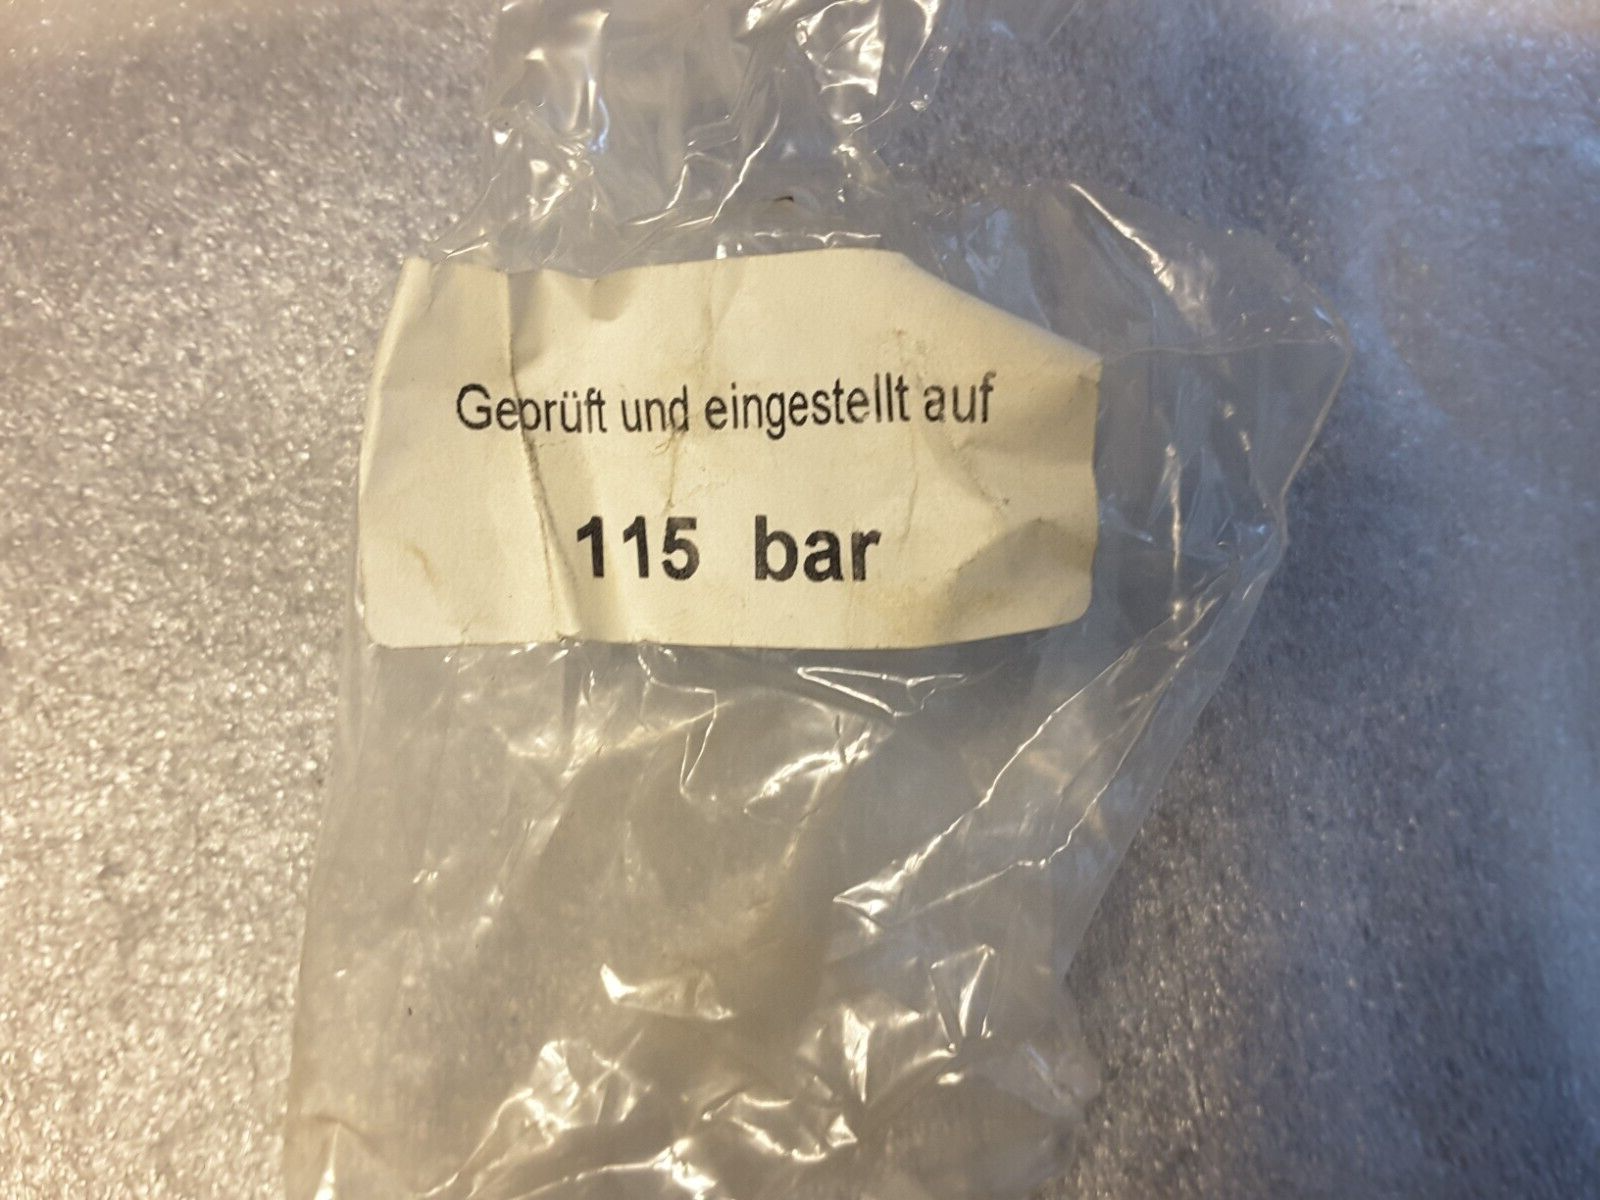 Geprüft und eingestellt auf
115 bar